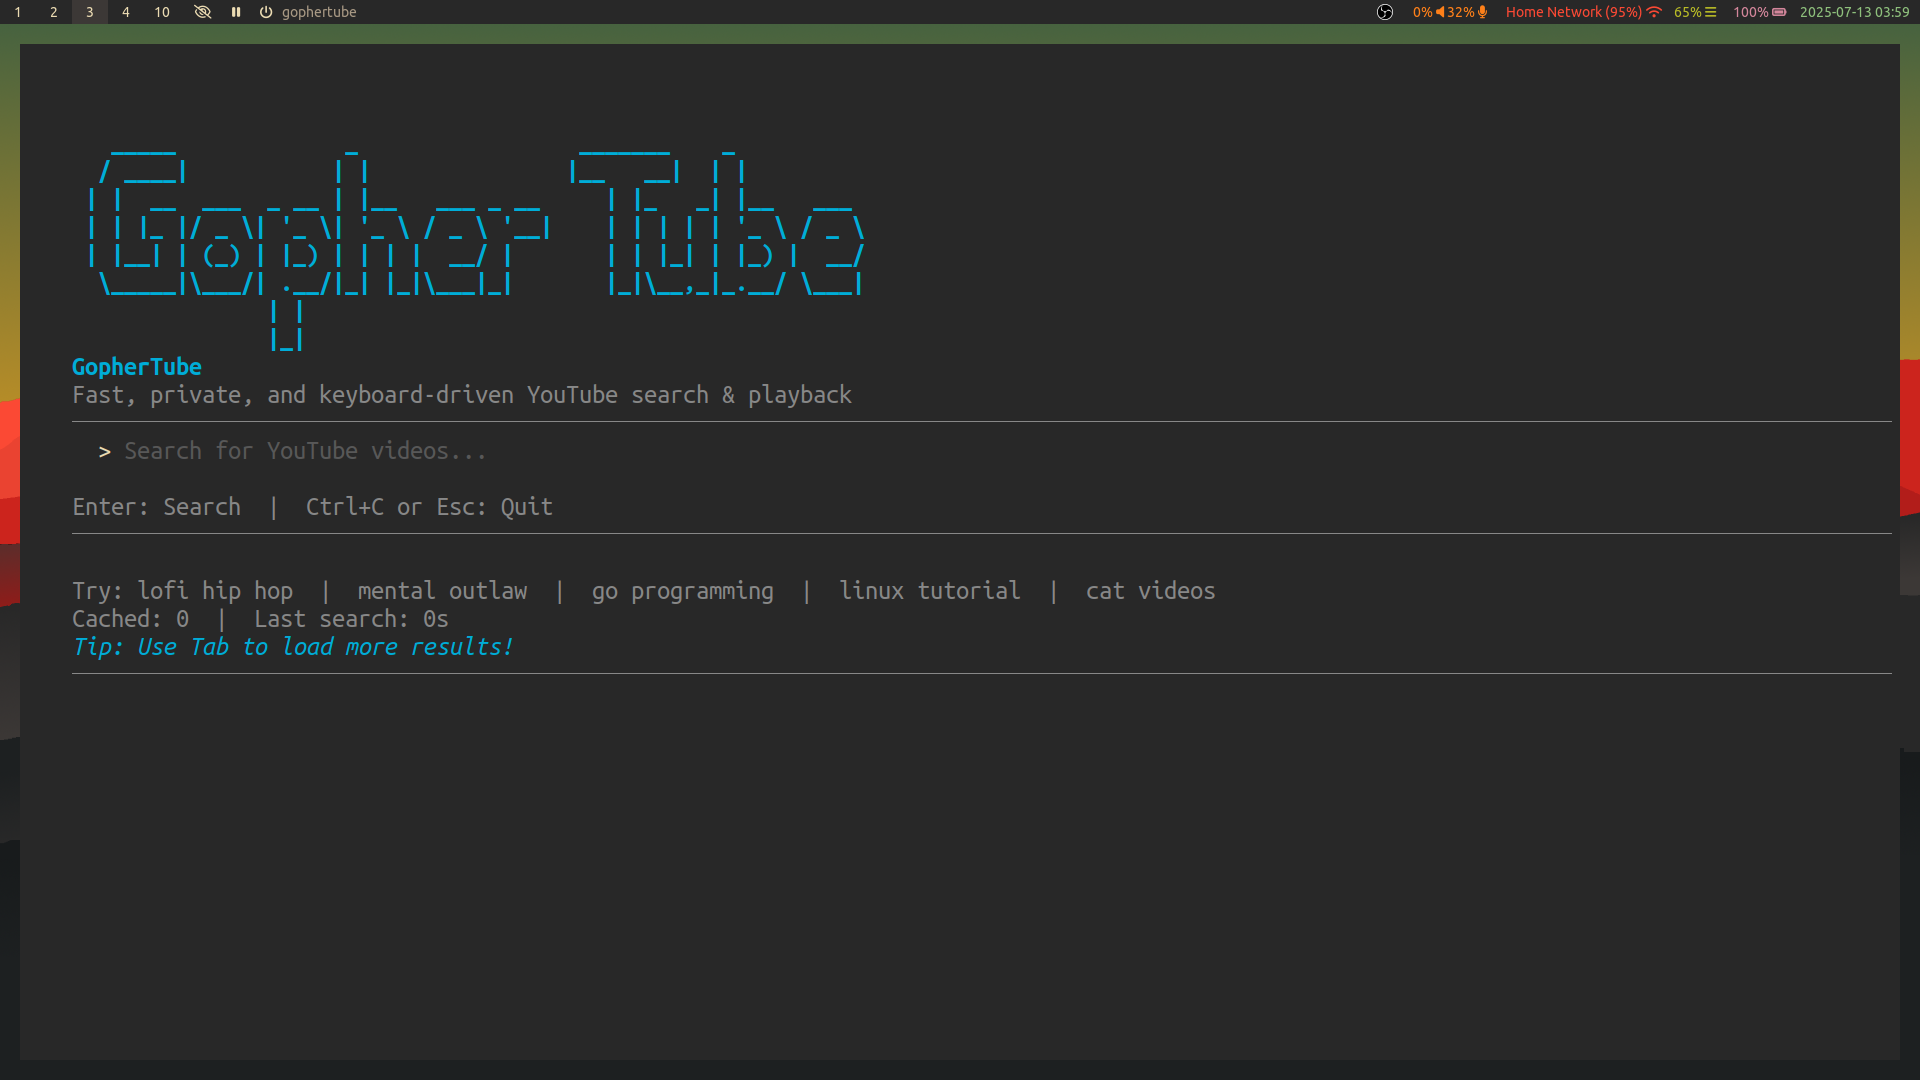 1 2 3 4 10 gophertube 0% 32% Home Network (95%) 65% 100% 2025-07-13 03:59
Gopher Tube
GopherTube
Fast, private, and keyboard-driven YouTube search & playback
> Search for YouTube videos...
Enter: Search | Ctrl+C or Esc: Quit
Try: lofi hip hop | mental outlaw | go programming | linux tutorial | cat videos
Cached: 0 | Last search: 0s
Tip: Use Tab to load more results!